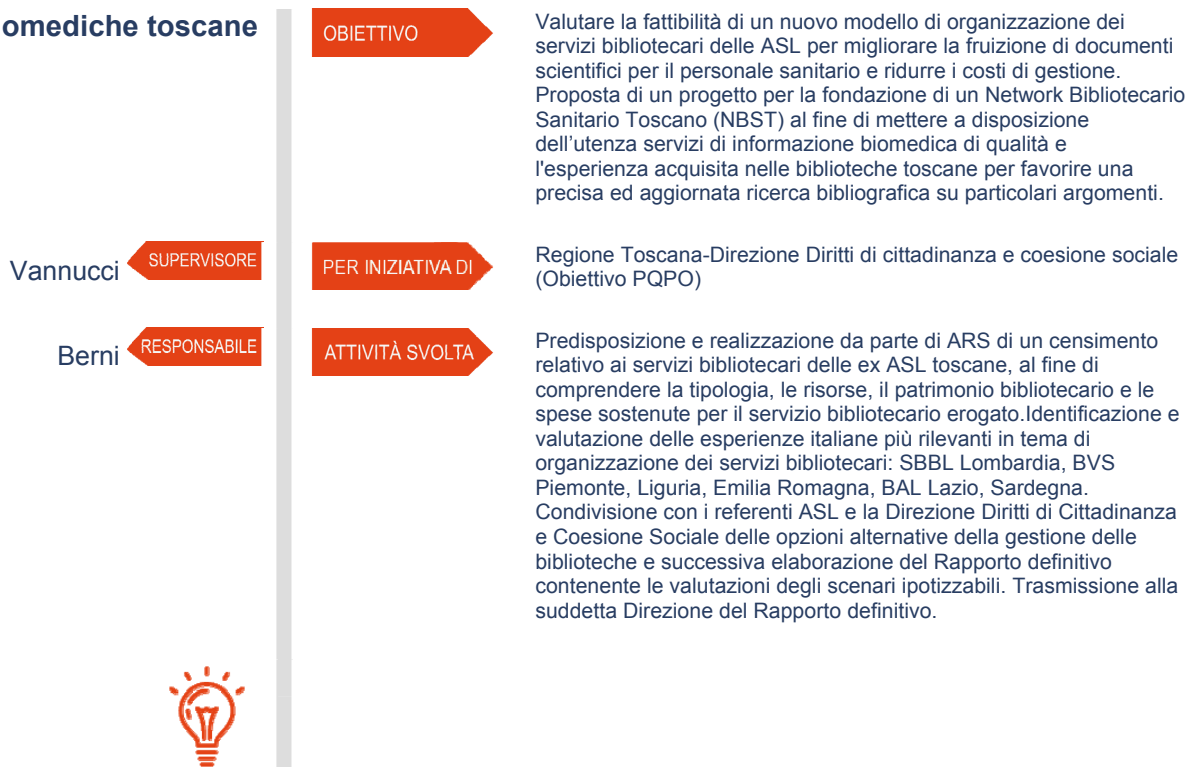 omediche toscane
OBIETTIVO
Valutare la fattibilità di un nuovo modello di organizzazione dei
servizi bibliotecari delle ASL per migliorare la fruizione di documenti
scientifici per il personale sanitario e ridurre i costi di gestione.
Proposta di un progetto per la fondazione di un Network Bibliotecario
Sanitario Toscano (NBST) al fine di mettere a disposizione
dell’utenza servizi di informazione biomedica di qualità e
l'esperienza acquisita nelle biblioteche toscane per favorire una
precisa ed aggiornata ricerca bibliografica su particolari argomenti.
Vannucci SUPERVISORE
PER INIZIATIVA DI
Regione Toscana-Direzione Diritti di cittadinanza e coesione sociale
(Obiettivo PQPO)
Berni RESPONSABILE
ATTIVITÀ SVOLTA
Predisposizione e realizzazione da parte di ARS di un censimento
relativo ai servizi bibliotecari delle ex ASL toscane, al fine di
comprendere la tipologia, le risorse, il patrimonio bibliotecario e le
spese sostenute per il servizio bibliotecario erogato.Identificazione e
valutazione delle esperienze italiane più rilevanti in tema di
organizzazione dei servizi bibliotecari: SBBL Lombardia, BVS
Piemonte, Liguria, Emilia Romagna, BAL Lazio, Sardegna.
Condivisione con i referenti ASL e la Direzione Diritti di Cittadinanza
e Coesione Sociale delle opzioni alternative della gestione delle
biblioteche e successiva elaborazione del Rapporto definitivo
contenente le valutazioni degli scenari ipotizzabili. Trasmissione alla
suddetta Direzione del Rapporto definitivo.